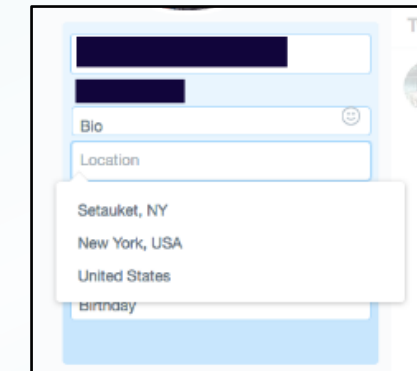 T
Bio
Location
Setauket, NY
New York, USA
United States
Birthday